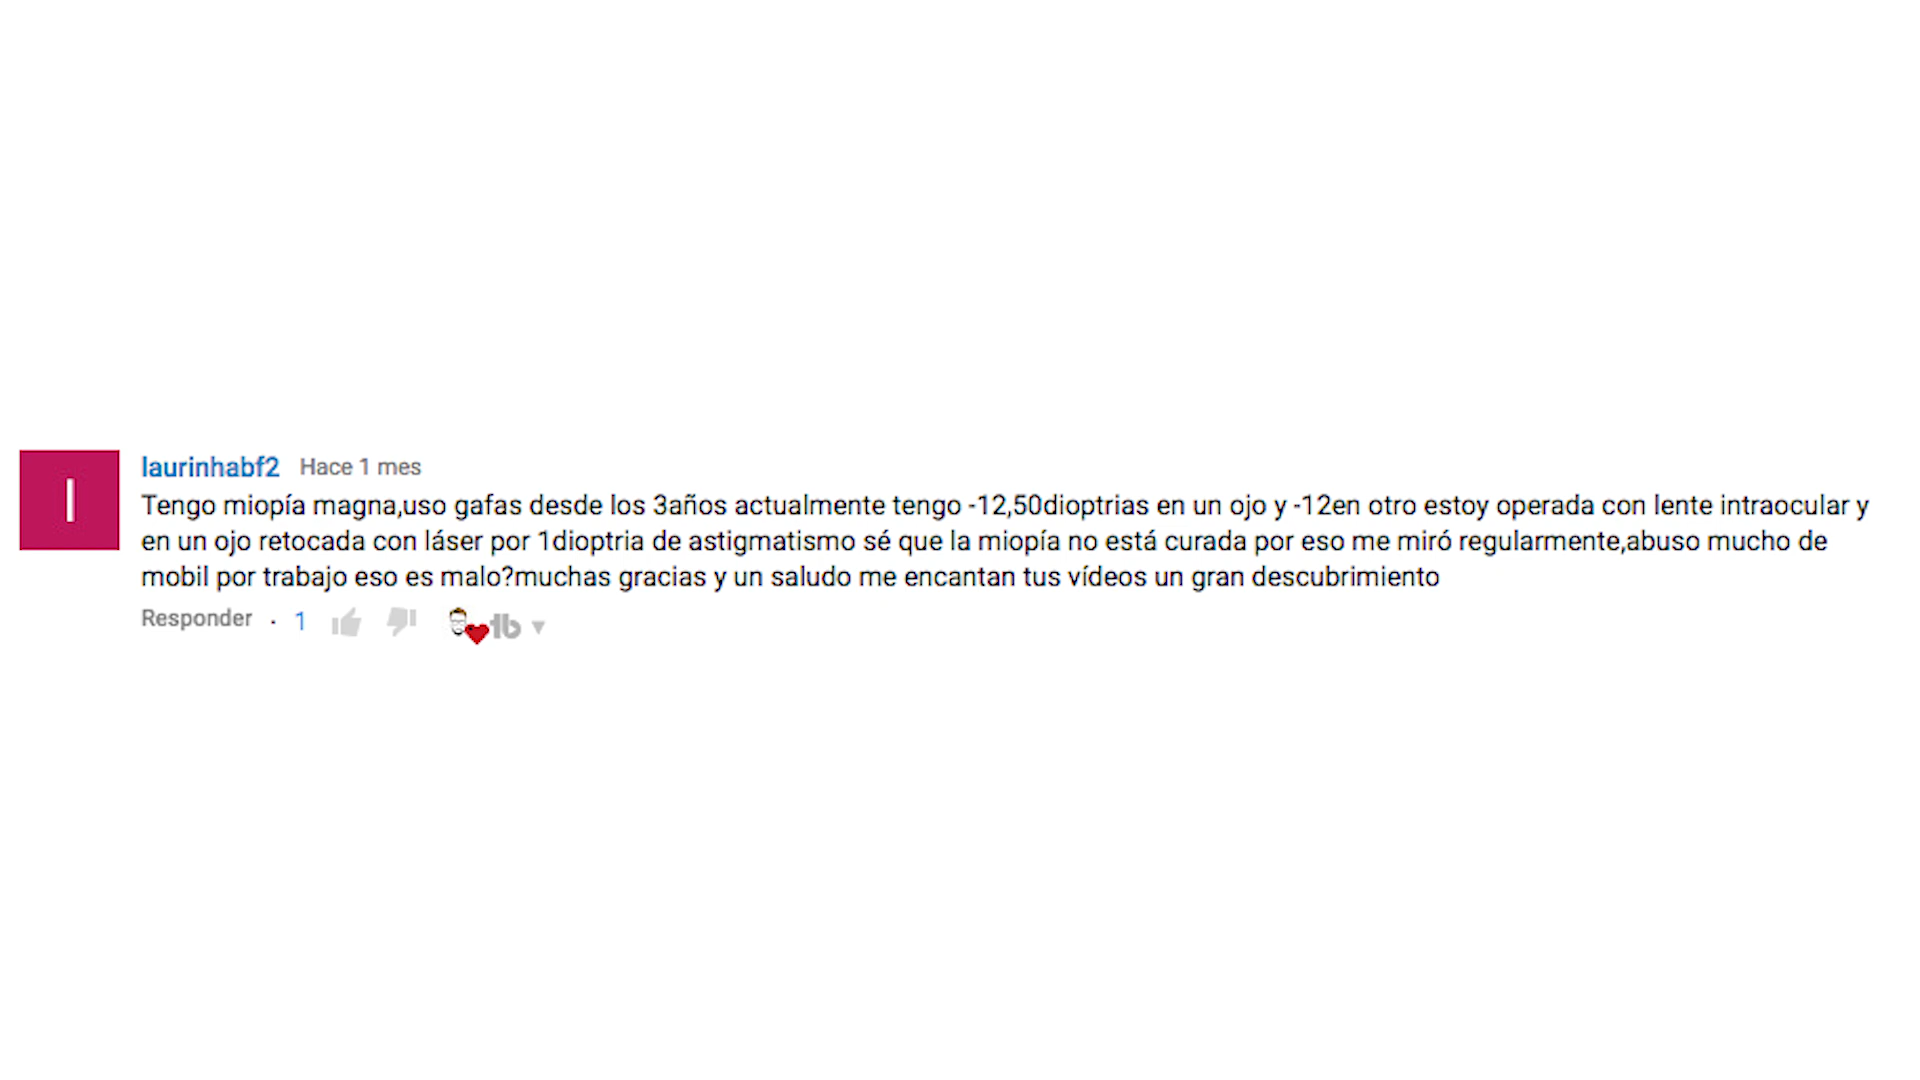 l
laurinhabf2 Hace 1 mes
Tengo miopía magna,uso gafas desde los 3años actualmente tengo -12,50dioptrias en un ojo y -12en otro estoy operada con lente intraocular y
en un ojo retocada con láser por 1dioptria de astigmatismo sé que la miopía no está curada por eso me miró regularmente,abuso mucho de
mobil por trabajo eso es malo?muchas gracias y un saludo me encantan tus vídeos un gran descubrimiento
Responder · 1 tb ▾